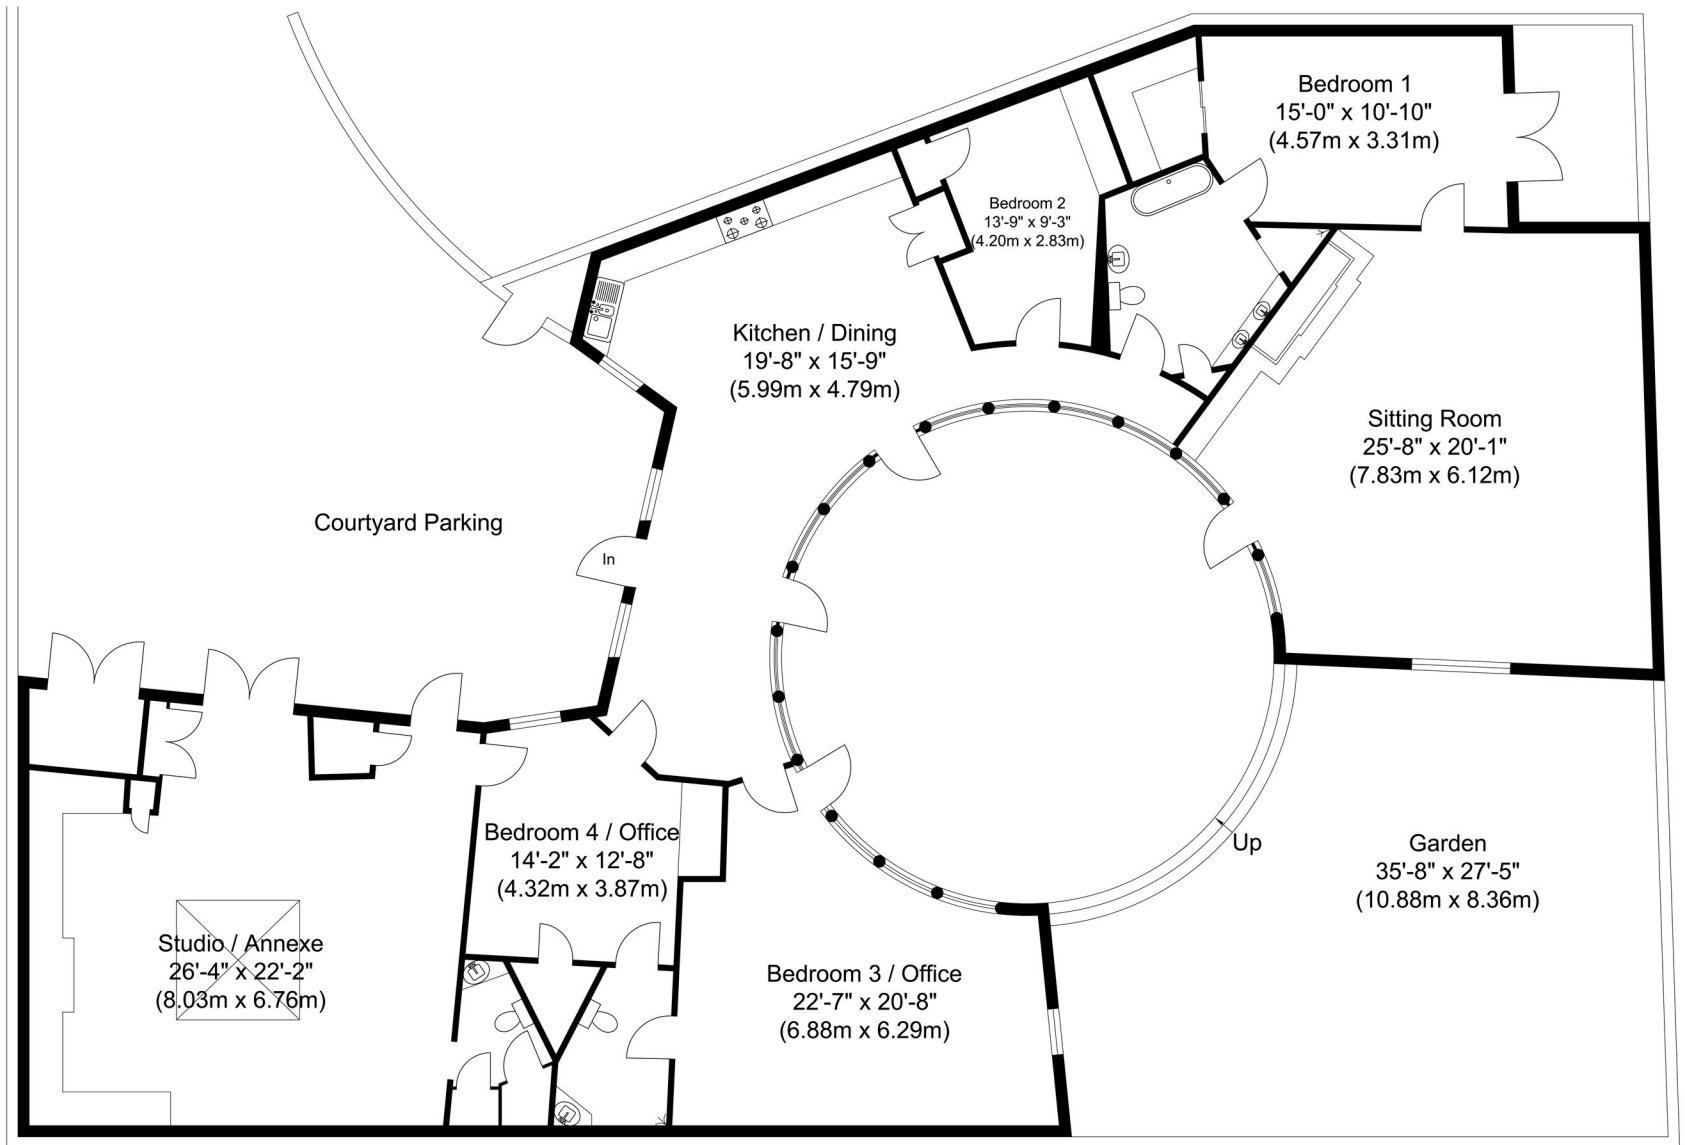 Bedroom 1
15'-0" x 10'-10"
(4.57m x 3.31m)
Bedroom 2
13'-9" x 9'-3"
(4.20m x 2.83m)
Kitchen / Dining
19'-8" x 15'-9"
(5.99m x 4.79m)
Sitting Room
25'-8" x 20'-1"
(7.83m x 6.12m)
Courtyard Parking
In
Bedroom 4 / Office
14'-2" x 12'-8"
(4.32m x 3.87m)
Up
Garden
35'-8" x 27'-5"
(10.88m x 8.36m)
Studio / Annexe
26'-4" x 22'-2"
(8.03m x 6.76m)
Bedroom 3 / Office
22'-7" x 20'-8"
(6.88m x 6.29m)